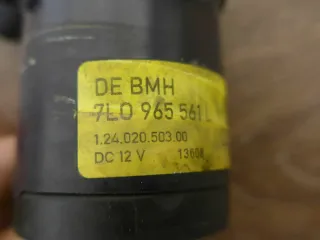 DE BMH
7L0 965 561 L
1.24.020.503.00
DC 12 V 13608